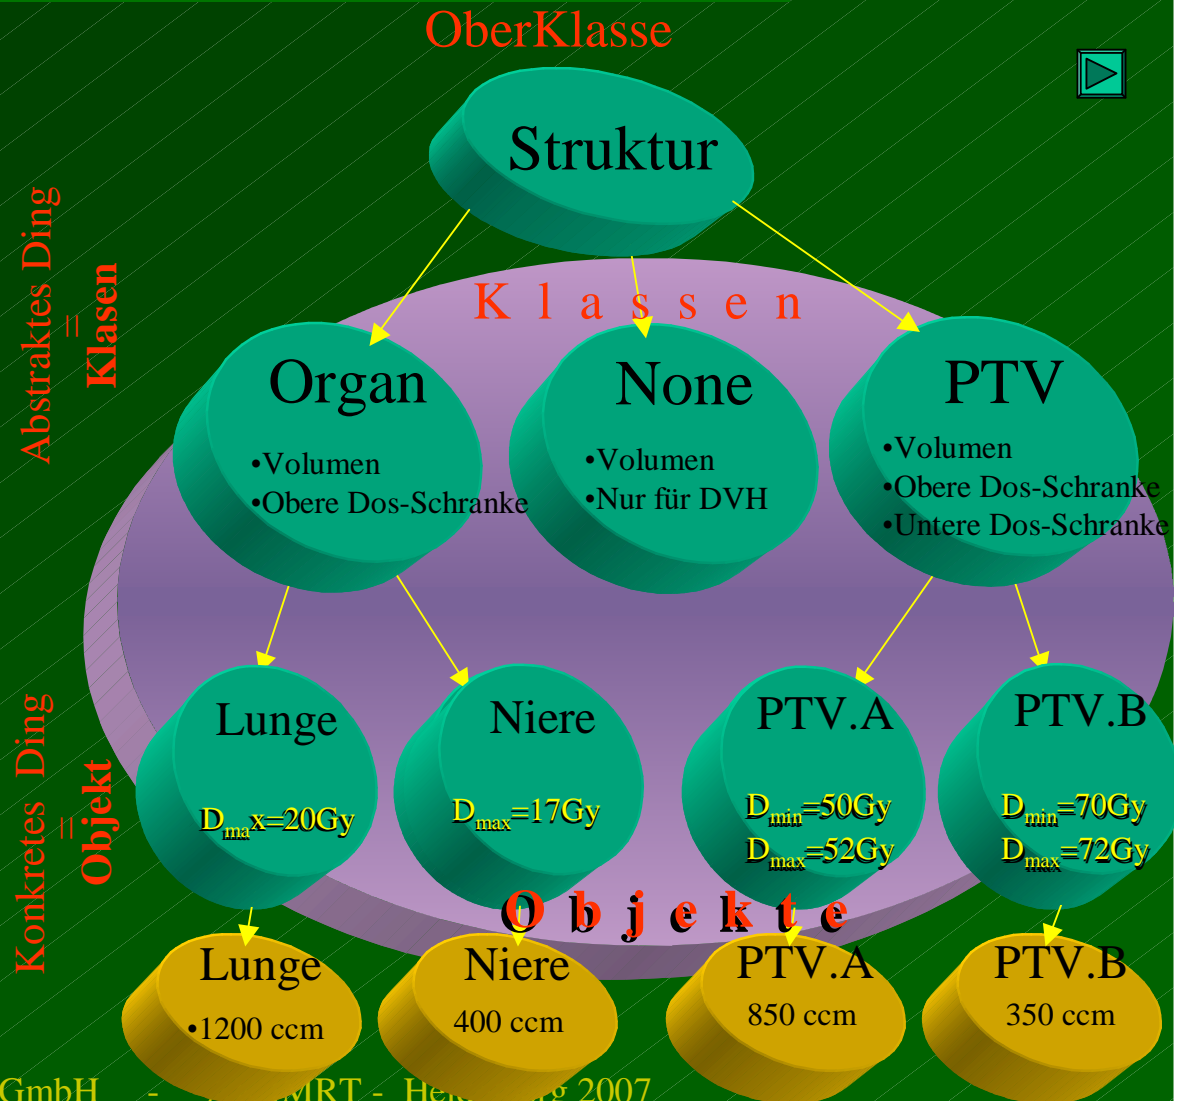 OberKlasse
Struktur
Abstraktes Ding
=
Klasen
K l a s s e n
Organ
•Volumen
•Obere Dos-Schranke
None
•Volumen
•Nur für DVH
PTV
•Volumen
•Obere Dos-Schranke
•Untere Dos-Schranke
Konkretes Ding
=
Objekt
Lunge
Dmax=20Gy
Niere
Dmax=17Gy
PTV.A
Dmin=50Gy
Dmax=52Gy
PTV.B
Dmin=70Gy
Dmax=72Gy
O b j e k t e
Lunge
•1200 ccm
Niere
400 ccm
PTV.A
850 ccm
PTV.B
350 ccm
GmbH - MRT - 2007